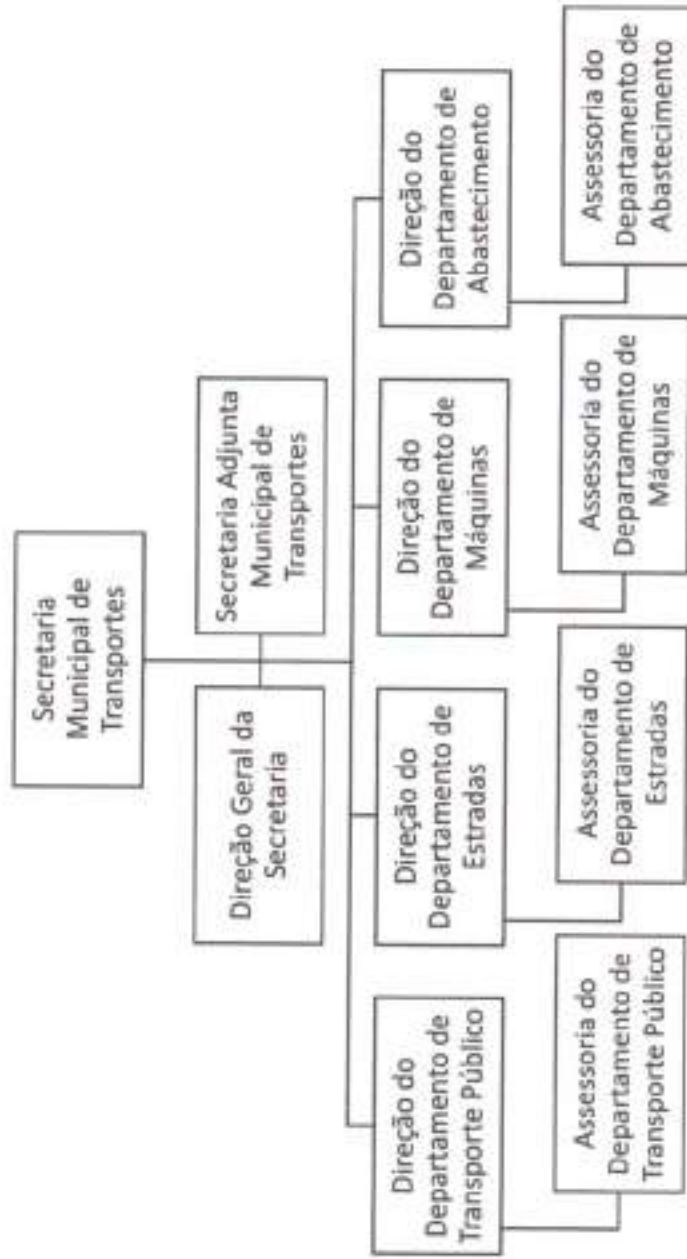 Secretaria
Municipal de
Transportes
Direção Geral da
Secretaria
Secretaria Adjunta
Municipal de
Transportes
Direção do
Departamento de
Transporte Público
Direção do
Departamento de
Estradas
Direção do
Departamento de
Máquinas
Direção do
Departamento de
Abastecimento
Assessoria do
Departamento de
Transporte Público
Assessoria do
Departamento de
Estradas
Assessoria do
Departamento de
Máquinas
Assessoria do
Departamento de
Abastecimento